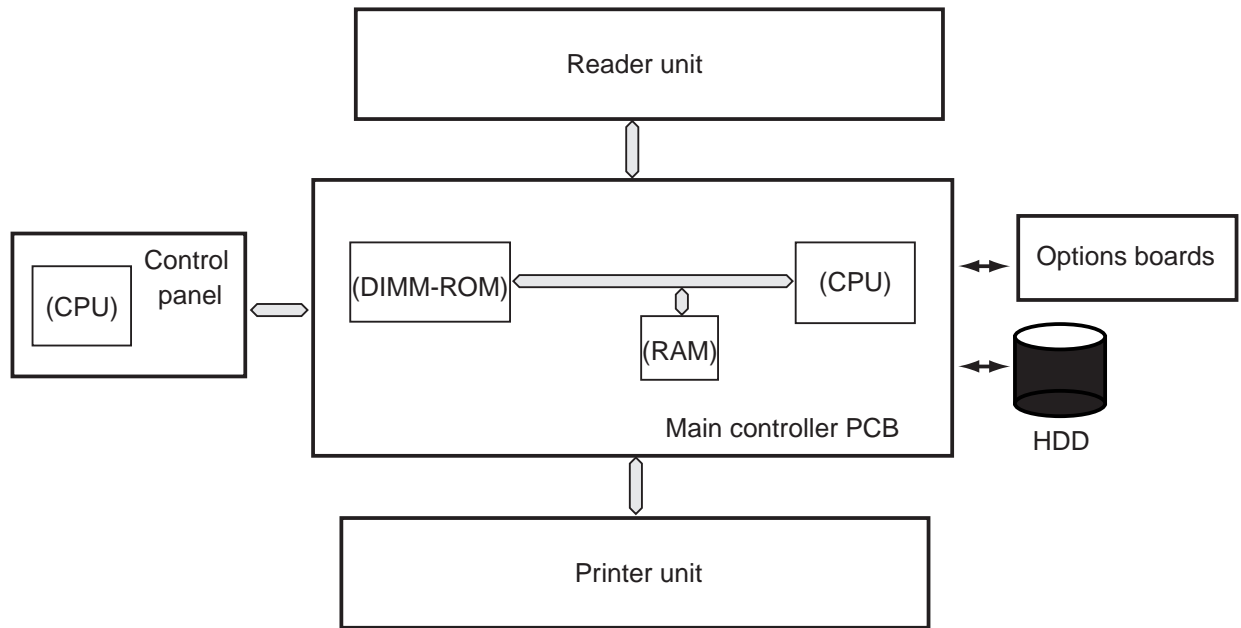 Reader unit
Control
panel
(CPU)
(DIMM-ROM)
(CPU)
(RAM)
Main controller PCB
Options boards
HDD
Printer unit